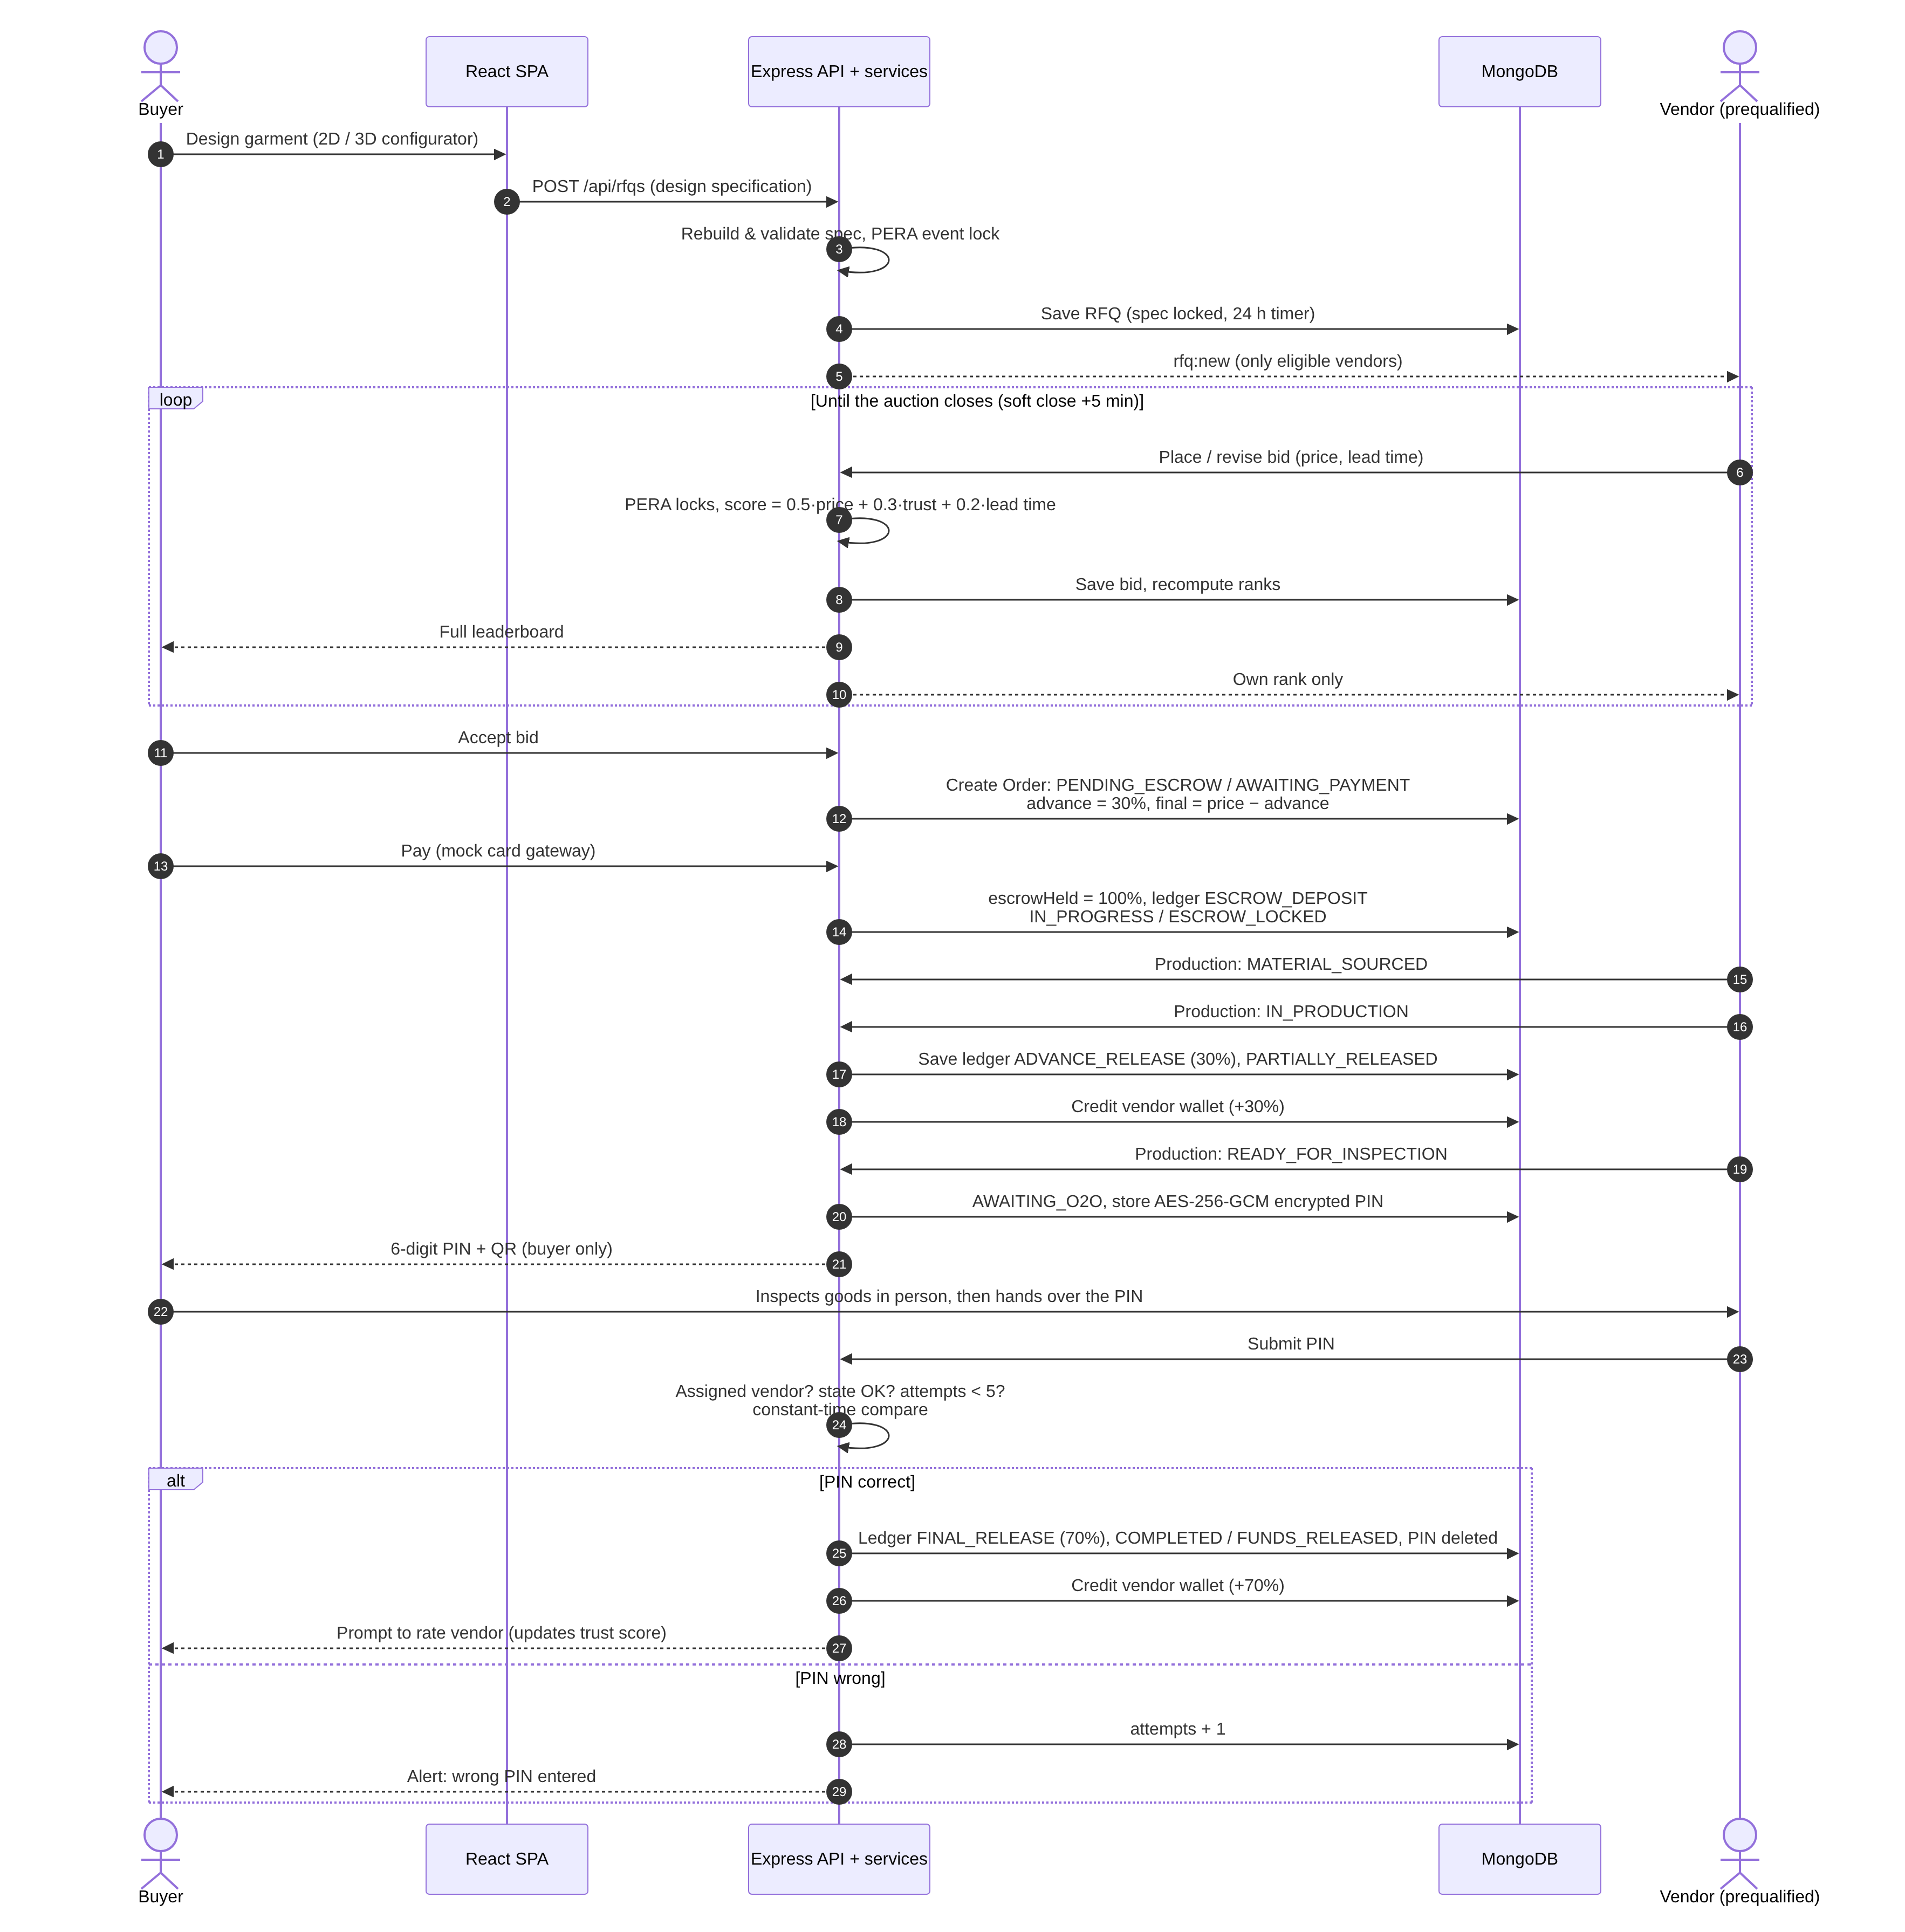 Buyer
React SPA
Express API + services
MongoDB
Vendor (prequalified)
Design garment (2D / 3D configurator)
1
POST /api/rfqs (design specification)
2
Rebuild & validate spec, PERA event lock
3
Save RFQ (spec locked, 24 h timer)
4
rfq:new (only eligible vendors)
5
loop
[Until the auction closes (soft close +5 min)]
Place / revise bid (price, lead time)
6
PERA locks, score = 0.5·price + 0.3·trust + 0.2·lead time
7
Save bid, recompute ranks
8
Full leaderboard
9
Own rank only
10
Accept bid
11
Create Order: PENDING_ESCROW / AWAITING_PAYMENT
advance = 30%, final = price − advance
12
Pay (mock card gateway)
13
escrowHeld = 100%, ledger ESCROW_DEPOSIT
IN_PROGRESS / ESCROW_LOCKED
14
Production: MATERIAL_SOURCED
15
Production: IN_PRODUCTION
16
Save ledger ADVANCE_RELEASE (30%), PARTIALLY_RELEASED
17
Credit vendor wallet (+30%)
18
Production: READY_FOR_INSPECTION
19
AWAITING_O2O, store AES-256-GCM encrypted PIN
20
6-digit PIN + QR (buyer only)
21
Inspects goods in person, then hands over the PIN
22
Submit PIN
23
Assigned vendor? state OK? attempts < 5?
constant-time compare
24
alt
[PIN correct]
Ledger FINAL_RELEASE (70%), COMPLETED / FUNDS_RELEASED, PIN deleted
25
Credit vendor wallet (+70%)
26
Prompt to rate vendor (updates trust score)
27
[PIN wrong]
attempts + 1
28
Alert: wrong PIN entered
29
Buyer
React SPA
Express API + services
MongoDB
Vendor (prequalified)